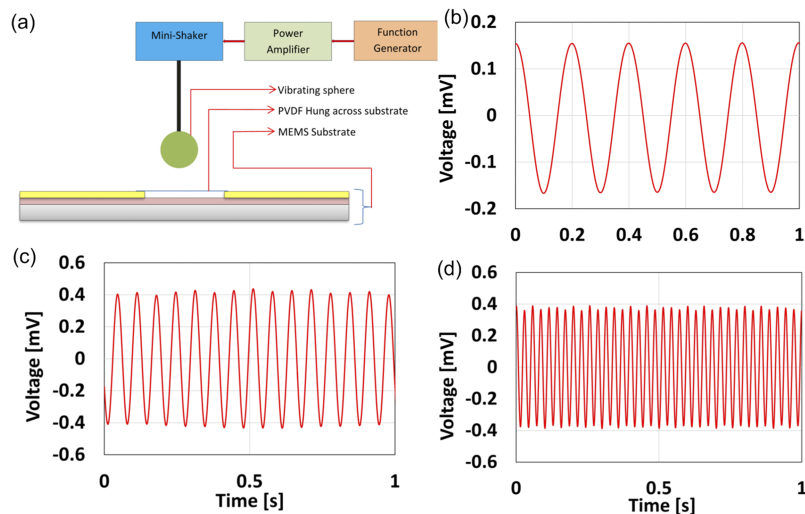 (a)
Mini-Shaker
Power
Amplifier
Function
Generator
Vibrating sphere
PVDF Hung across substrate
MEMS Substrate
(b)
Voltage [mV]
0.2
0.1
0
-0.1
-0.2
0 0.2 0.4 0.6 0.8 1
(c)
Voltage [mV]
0.6
0.4
0.2
0
-0.2
-0.4
-0.6
0 0.5 1
Time [s]
(d)
Voltage [mV]
0.6
0.4
0.2
0
-0.2
-0.4
-0.6
0 0.5 1
Time [s]